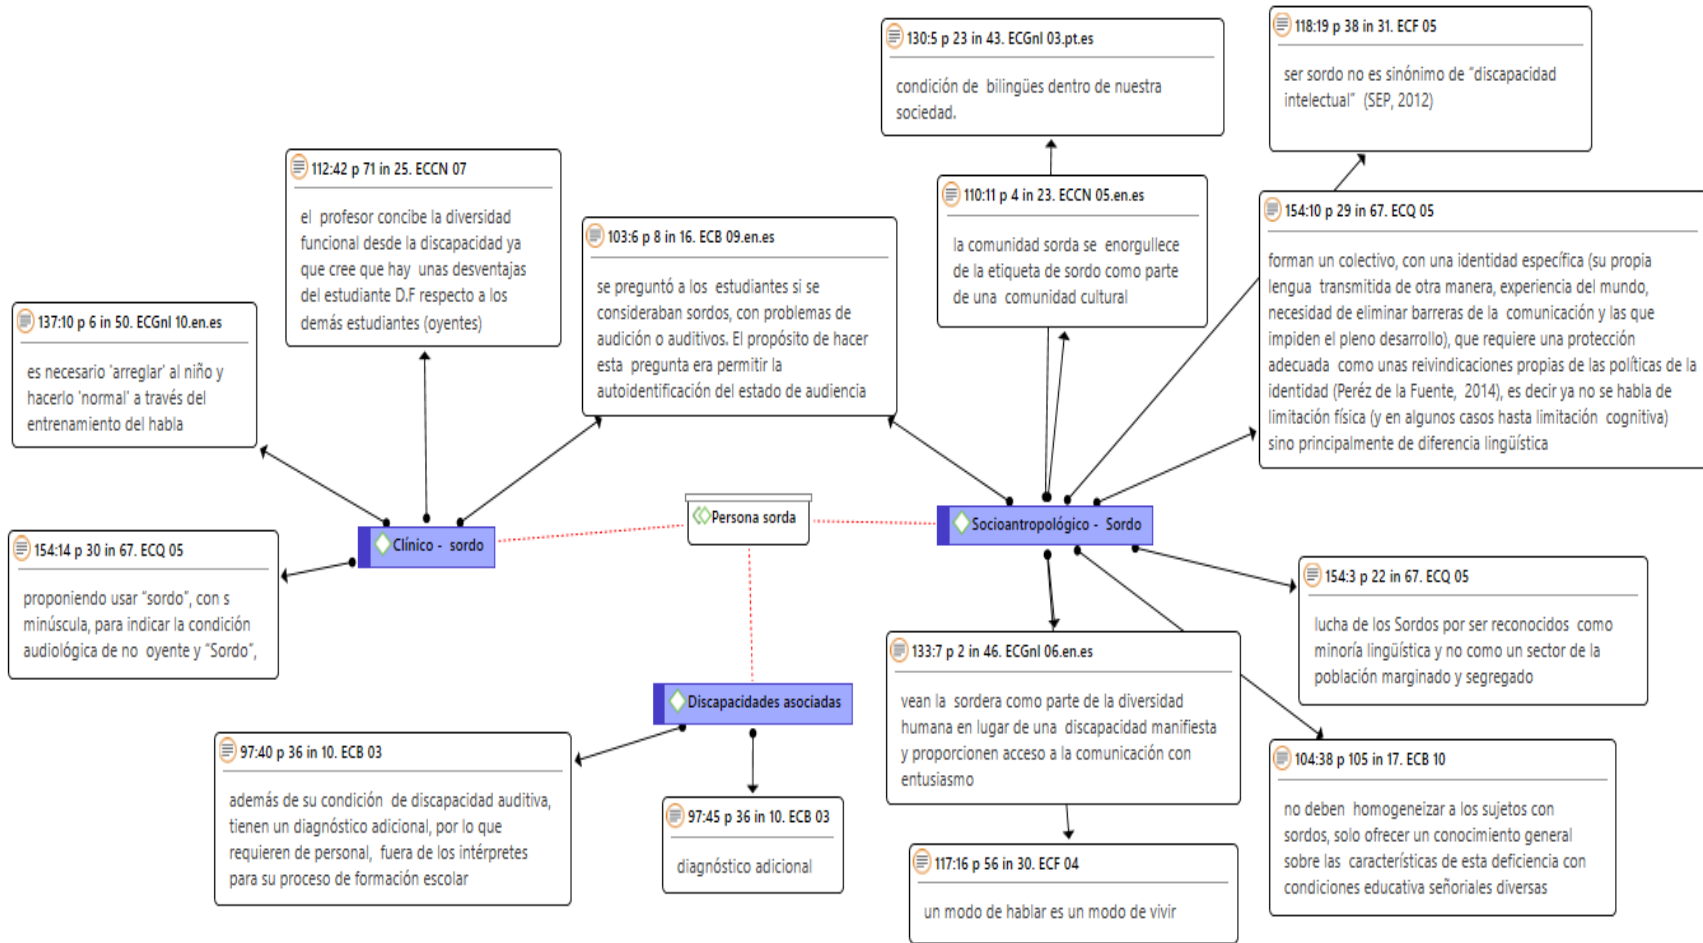 130:5 p 23 in 43. ECGnl 03.pt.es
condición de bilingües dentro de nuestra
sociedad.
118:19 p 38 in 31. ECF 05
ser sordo no es sinónimo de “discapacidad
intelectual” (SEP, 2012)
112:42 p 71 in 25. ECCN 07
el profesor concibe la diversidad
funcional desde la discapacidad ya
que cree que hay unas desventajas
del estudiante D.F respecto a los
demás estudiantes (oyentes)
103:6 p 8 in 16. ECB 09.en.es
se preguntó a los estudiantes si se
consideraban sordos, con problemas de
audición o auditivos. El propósito de hacer
esta pregunta era permitir la
autoidentificación del estado de audiencia
110:11 p 4 in 23. ECCN 05.en.es
la comunidad sorda se enorgullece
de la etiqueta de sordo como parte
de una comunidad cultural
154:10 p 29 in 67. ECQ 05
forman un colectivo, con una identidad específica (su propia
lengua transmitida de otra manera, experiencia del mundo,
necesidad de eliminar barreras de la comunicación y las que
impiden el pleno desarrollo), que requiere una protección
adecuada como unas reivindicaciones propias de las políticas de la
identidad (Peréz de la Fuente, 2014), es decir ya no se habla de
limitación física (y en algunos casos hasta limitación cognitiva)
sino principalmente de diferencia lingüística
137:10 p 6 in 50. ECGnl 10.en.es
es necesario 'arreglar' al niño y
hacerlo 'normal' a través del
entrenamiento del habla
Persona sorda
Clínico - sordo
Socioantropológico - Sordo
154:14 p 30 in 67. ECQ 05
proponiendo usar “sordo”, con s
minúscula, para indicar la condición
audiológica de no oyente y “Sordo”,
154:3 p 22 in 67. ECQ 05
lucha de los Sordos por ser reconocidos como
minoría lingüística y no como un sector de la
población marginado y segregado
Discapacidades asociadas
133:7 p 2 in 46. ECGnl 06.en.es
vean la sordera como parte de la diversidad
humana en lugar de una discapacidad manifiesta
y proporcionen acceso a la comunicación con
entusiasmo
97:40 p 36 in 10. ECB 03
además de su condición de discapacidad auditiva,
tienen un diagnóstico adicional, por lo que
requieren de personal, fuera de los intérpretes
para su proceso de formación escolar
97:45 p 36 in 10. ECB 03
diagnóstico adicional
104:38 p 105 in 17. ECB 10
no deben homogeneizar a los sujetos con
sordos, solo ofrecer un conocimiento general
sobre las características de esta deficiencia con
condiciones educativa señoriales diversas
117:16 p 56 in 30. ECF 04
un modo de hablar es un modo de vivir